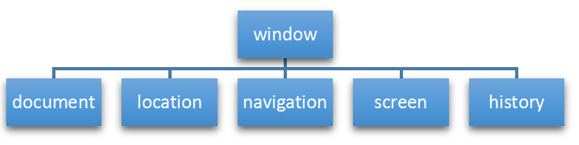 window
document
location
navigation
screen
history